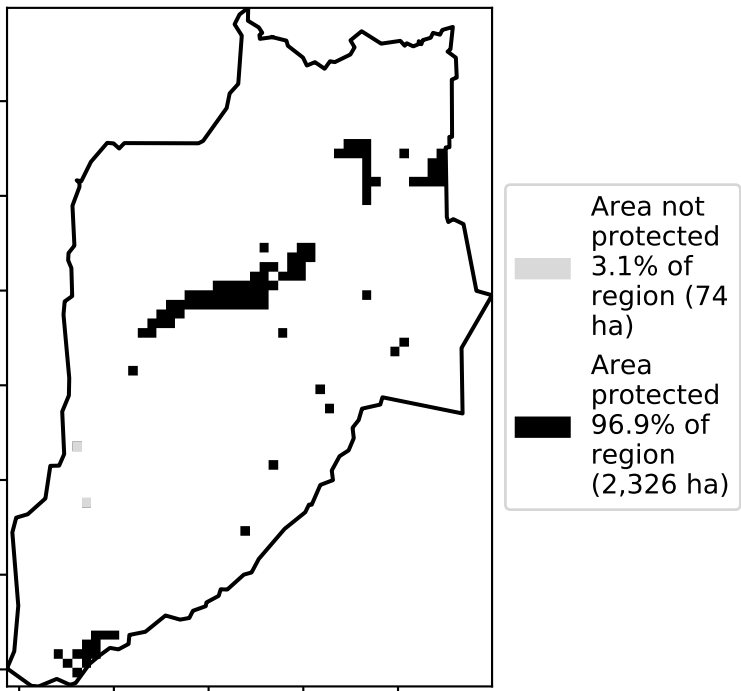 Area not
protected
3.1% of
region (74
ha)
Area
protected
96.9% of
region
(2,326 ha)